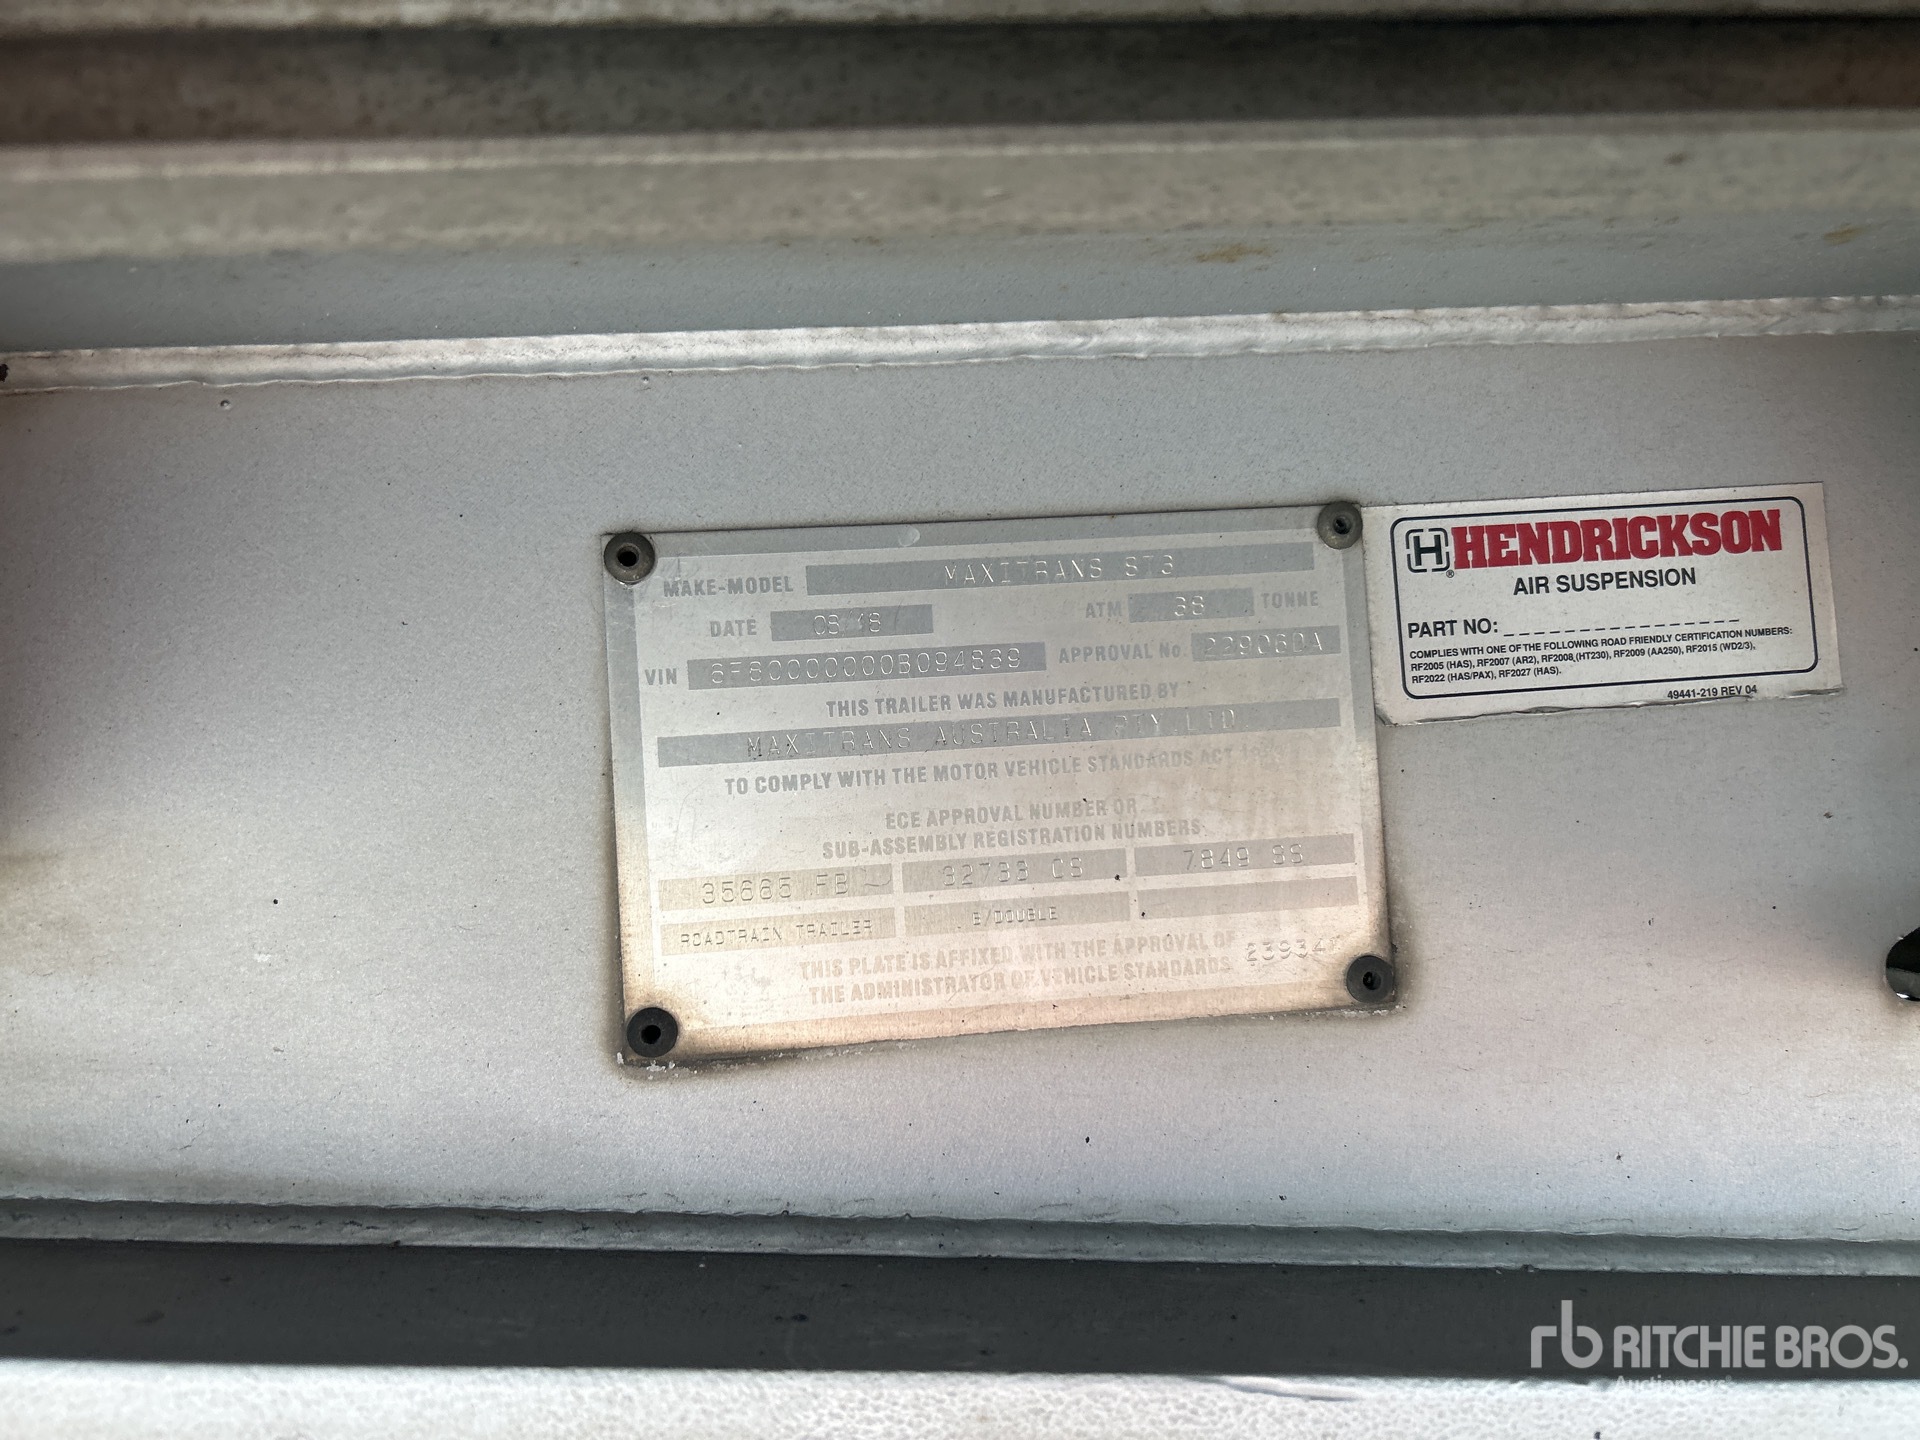 MAKE-MODEL MAXITRANS ST3
DATE 08/18 ATM 38 TONNE
VIN APPROVAL No.
THIS TRAILER WAS MANUFACTURED BY
MAXITRANS AUSTRALIA PTY LTD
TO COMPLY WITH THE MOTOR VEHICLE STANDARDS ACT
ECE APPROVAL NUMBER OR
SUB-ASSEMBLY REGISTRATION NUMBERS:
FB CS 7849 SS
ROADTRAIN TRAILER B/DOUBLE
THIS PLATE IS AFFIXED WITH THE APPROVAL OF
THE ADMINISTRATOR OF VEHICLE STANDARDS
H HENDRICKSON
®
AIR SUSPENSION
PART NO: _ _ _ _ _ _ _ _ _ _ _ _ _ _ _
COMPLIES WITH ONE OF THE FOLLOWING ROAD FRIENDLY CERTIFICATION NUMBERS:
RF2005 (HAS), RF2007 (AR2), RF2008 (HT230), RF2009 (AA250), RF2015 (WD2/3),
RF2022 (HAS/PAX), RF2027 (HAS).
49441-219 REV 04
rb RITCHIE BROS.
Auctioneers